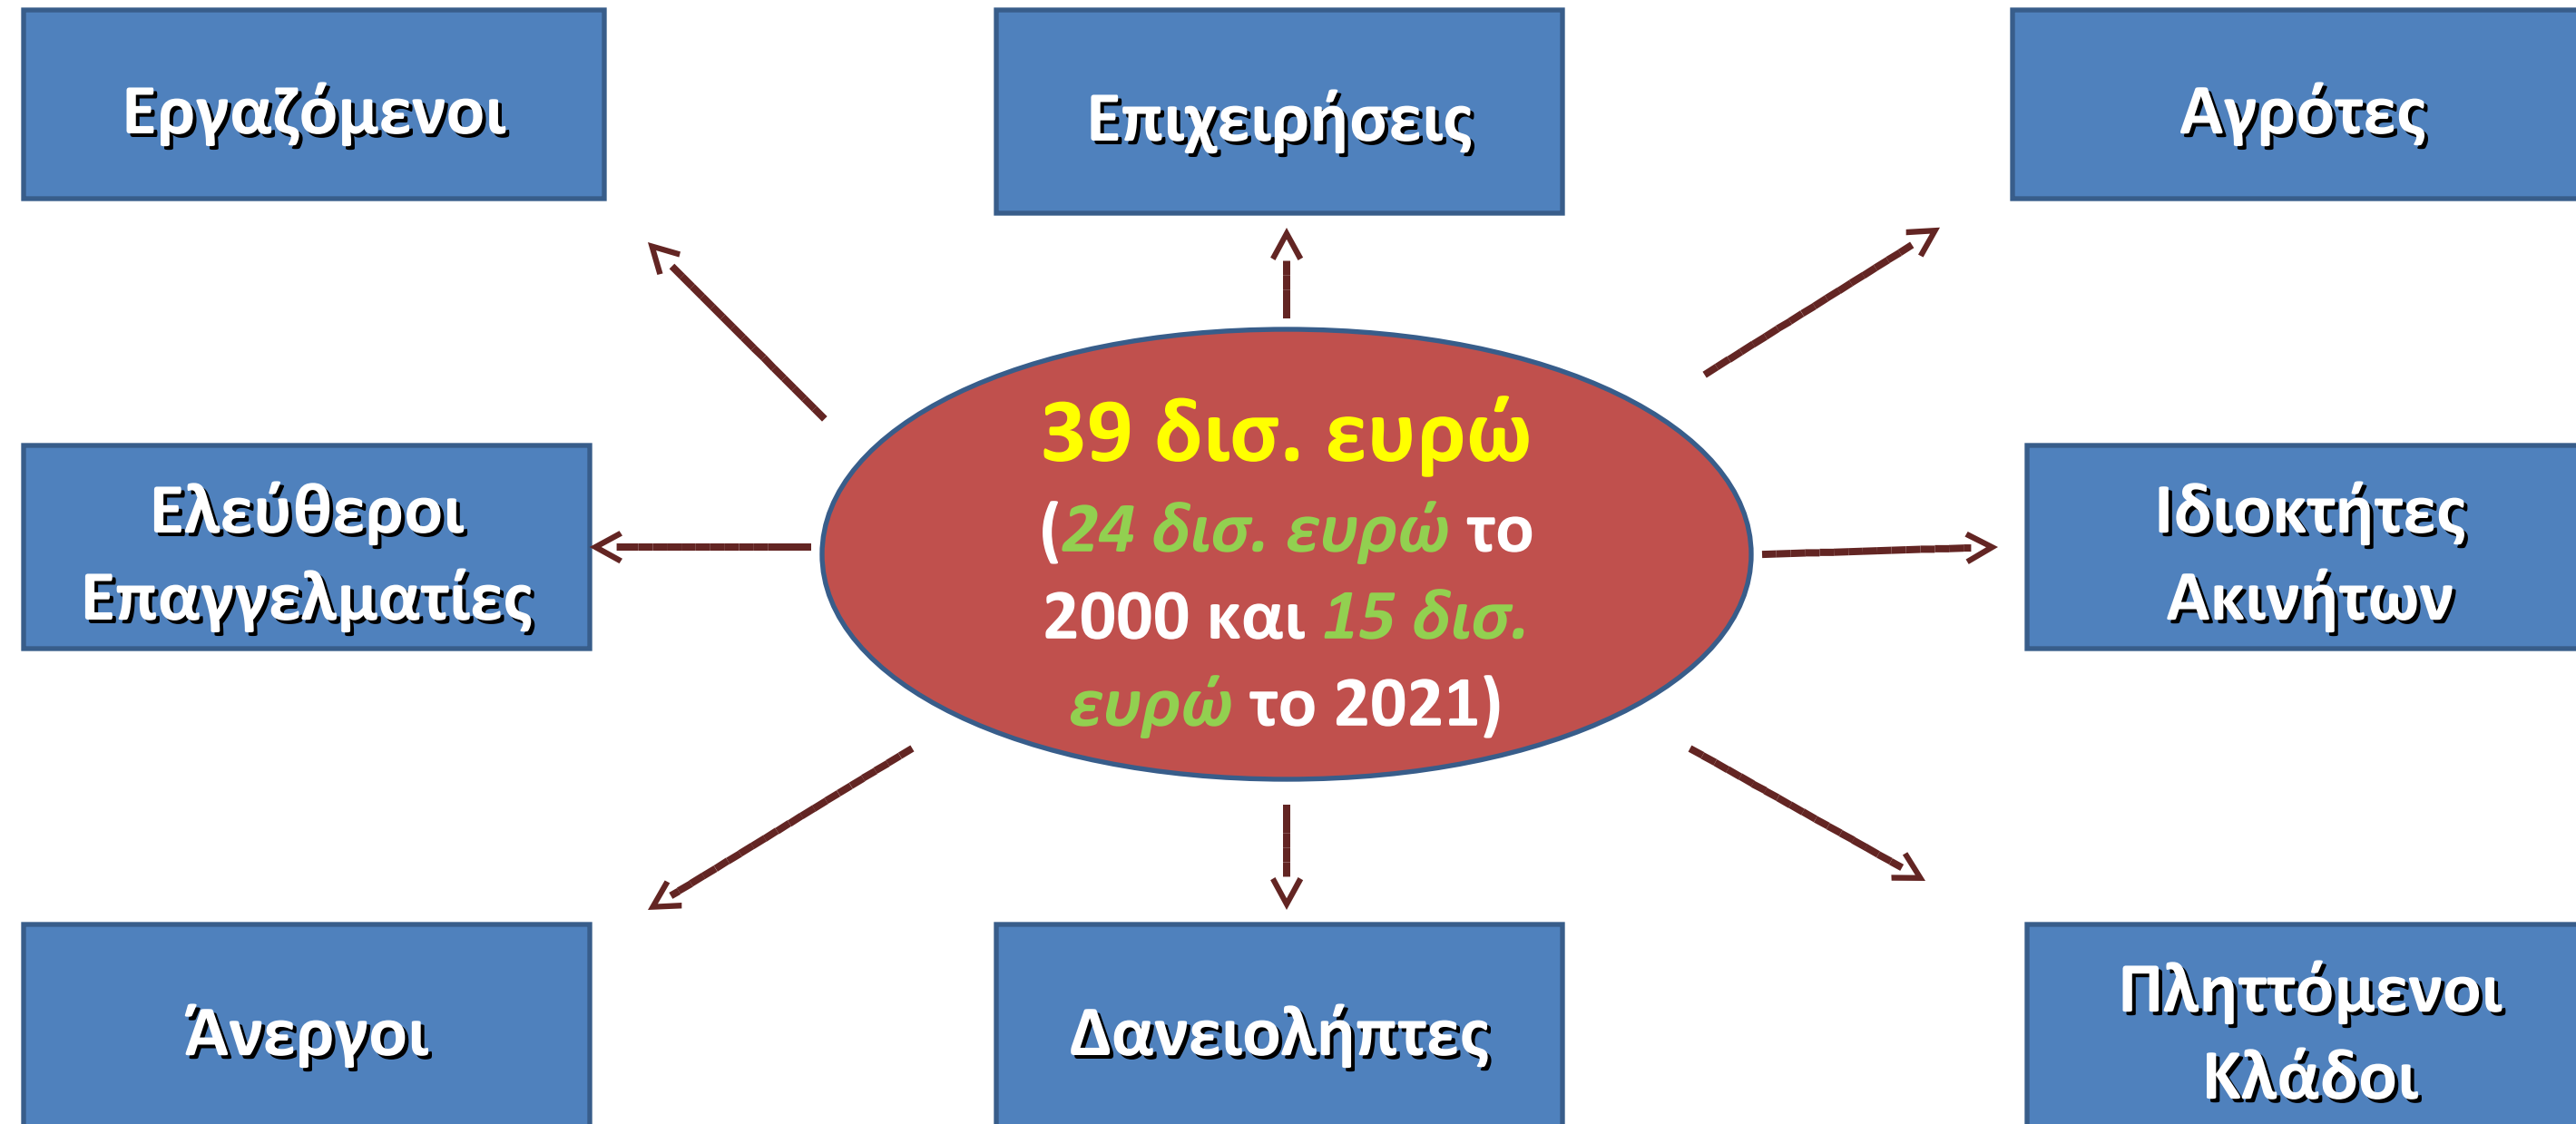 Εργαζόμενοι
Επιχειρήσεις
Αγρότες
39 δισ. ευρώ
(24 δισ. ευρώ το
2000 και 15 δισ.
ευρώ το 2021)
Ελεύθεροι
Επαγγελματίες
Ιδιοκτήτες
Ακινήτων
Άνεργοι
Δανειολήπτες
Πληττόμενοι
Κλάδοι